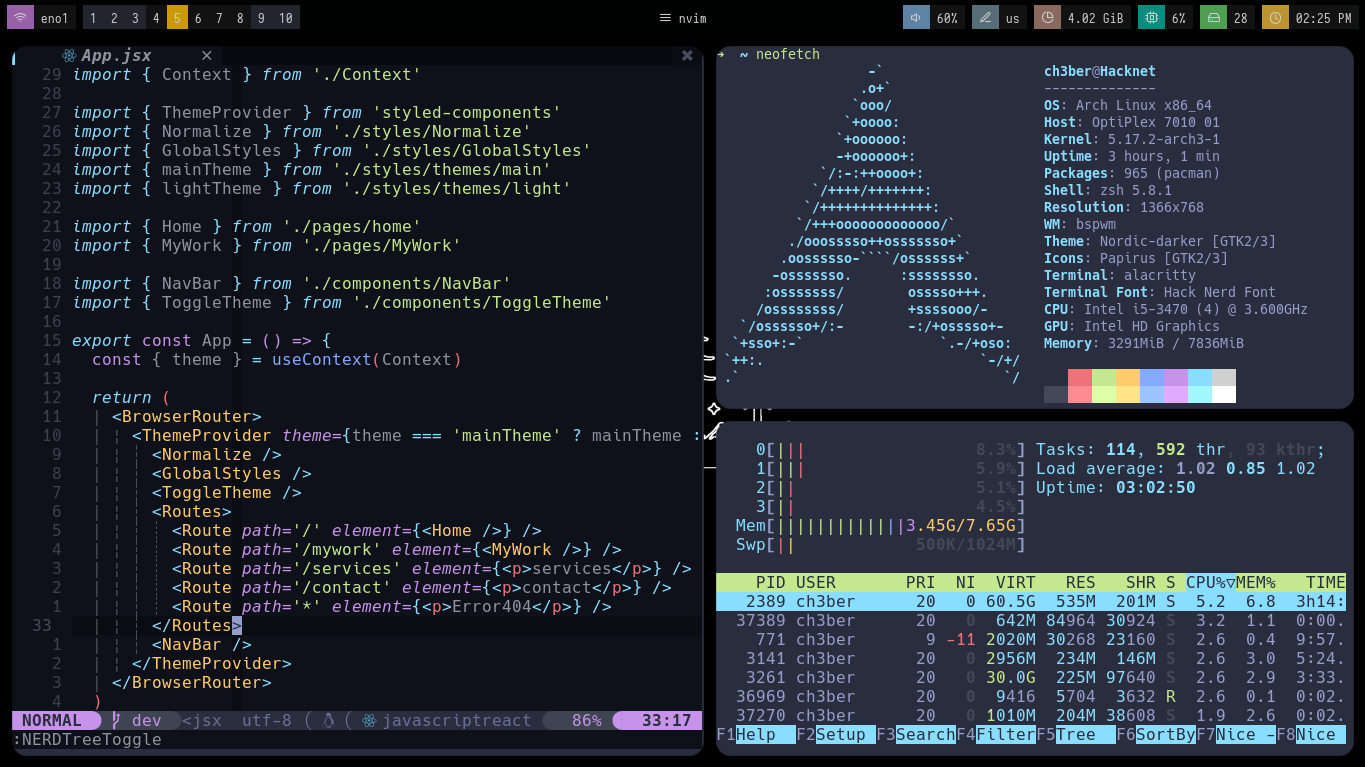 eno1 1 2 3 4 5 6 7 8 9 10
nvim
60% us 4.02 GiB 6% 28 02:25 PM
App.jsx ×
29 import { Context } from './Context'
28
27 import { ThemeProvider } from 'styled-components'
26 import { Normalize } from './styles/Normalize'
25 import { GlobalStyles } from './styles/GlobalStyles'
24 import { mainTheme } from './styles/themes/main'
23 import { lightTheme } from './styles/themes/light'
22
21 import { Home } from './pages/home'
20 import { MyWork } from './pages/MyWork'
19
18 import { NavBar } from './components/NavBar'
17 import { ToggleTheme } from './components/ToggleTheme'
16
15 export const App = () => {
14 const { theme } = useContext(Context)
13
12 return (
11 <BrowserRouter>
10 <ThemeProvider theme={theme === 'mainTheme' ? mainTheme :
9 <Normalize />
8 <GlobalStyles />
7 <ToggleTheme />
6 <Routes>
5 <Route path='/' element={<Home />} />
4 <Route path='/mywork' element={<MyWork />} />
3 <Route path='/services' element={<p>services</p>} />
2 <Route path='/contact' element={<p>contact</p>} />
1 <Route path='*' element={<p>Error404</p>} />
33 </Routes>
1 <NavBar />
2 </ThemeProvider>
3 </BrowserRouter>
4 )
NORMAL dev <jsx utf-8 javascriptreact 86% 33:17
:NERDTreeToggle
→ ~ neofetch
ch3ber@Hacknet
--------------
OS: Arch Linux x86_64
Host: OptiPlex 7010 01
Kernel: 5.17.2-arch3-1
Uptime: 3 hours, 1 min
Packages: 965 (pacman)
Shell: zsh 5.8.1
Resolution: 1366x768
WM: bspwm
Theme: Nordic-darker [GTK2/3]
Icons: Papirus [GTK2/3]
Terminal: alacritty
Terminal Font: Hack Nerd Font
CPU: Intel i5-3470 (4) @ 3.600GHz
GPU: Intel HD Graphics
Memory: 3291MiB / 7836MiB
0[||| 8.3%] Tasks: 114, 592 thr, 93 kthr;
1[||| 5.9%] Load average: 1.02 0.85 1.02
2[|| 5.1%] Uptime: 03:02:50
3[|| 4.5%]
Mem[|||||||||||||3.45G/7.65G]
Swp[|| 500K/1024M]
PID USER PRI NI VIRT RES SHR S CPU%▽MEM% TIME
2389 ch3ber 20 0 60.5G 535M 201M S 5.2 6.8 3h14:
37389 ch3ber 20 0 642M 84964 30924 S 3.2 1.1 0:00.
771 ch3ber 9 -11 2020M 30268 23160 S 2.6 0.4 9:57.
3141 ch3ber 20 0 2956M 234M 146M S 2.6 3.0 5:24.
3261 ch3ber 20 0 30.0G 225M 97640 S 2.6 2.9 3:33.
36969 ch3ber 20 0 9416 5704 3632 R 2.6 0.1 0:02.
37270 ch3ber 20 0 1010M 204M 38608 S 1.9 2.6 0:02.
F1Help F2Setup F3SearchF4FilterF5Tree F6SortByF7Nice -F8Nice